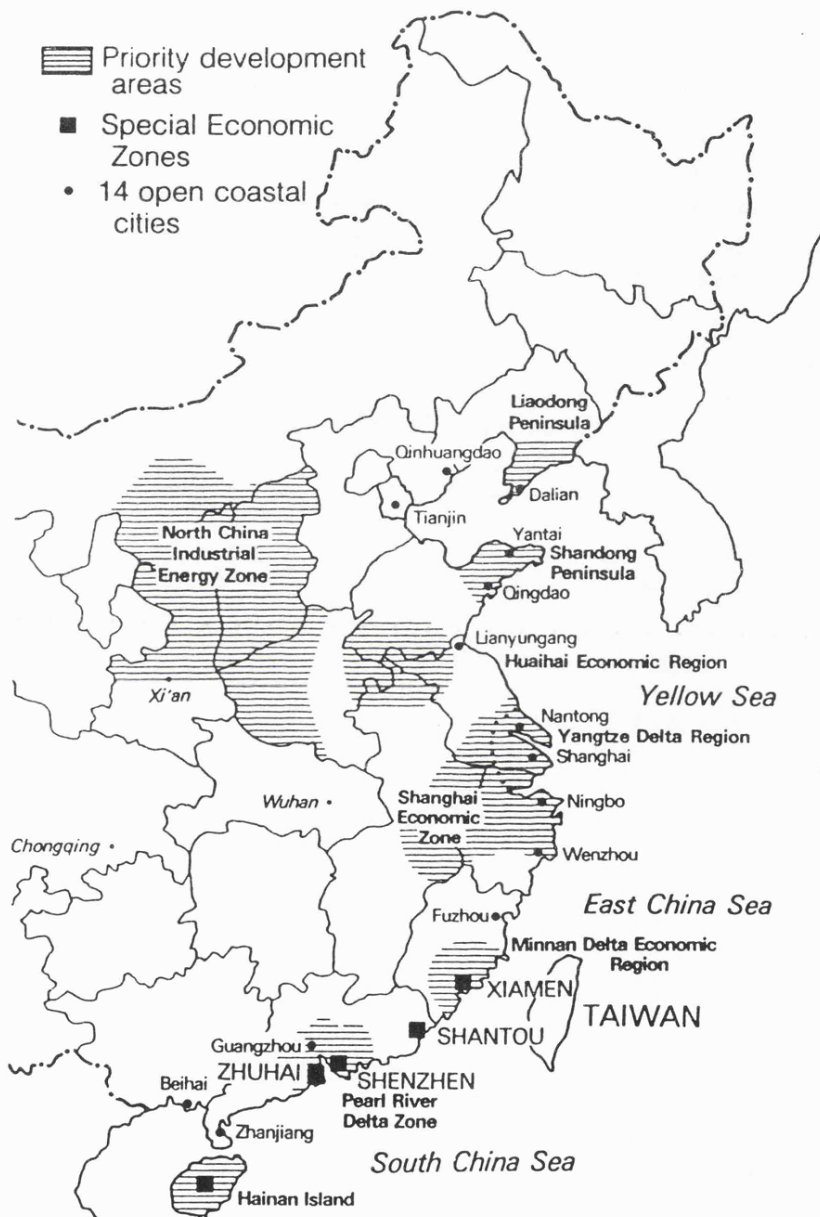 Priority development
areas
Special Economic
Zones
14 open coastal
cities
Liaodong
Peninsula
Qinhuangdao
Dalian
Tianjin
North China
Industrial
Energy Zone
Yantai
Shandong
Peninsula
Qingdao
Lianyungang
Huaihai Economic Region
Xi'an
Yellow Sea
Nantong
Yangtze Delta Region
Shanghai
Wuhan
Shanghai
Economic
Zone
Ningbo
Chongqing
Wenzhou
East China Sea
Fuzhou
Minnan Delta Economic
Region
XIAMEN
TAIWAN
SHANTOU
Guangzhou
ZHUHAI
SHENZHEN
Beihai
Pearl River
Delta Zone
Zhanjiang
South China Sea
Hainan Island